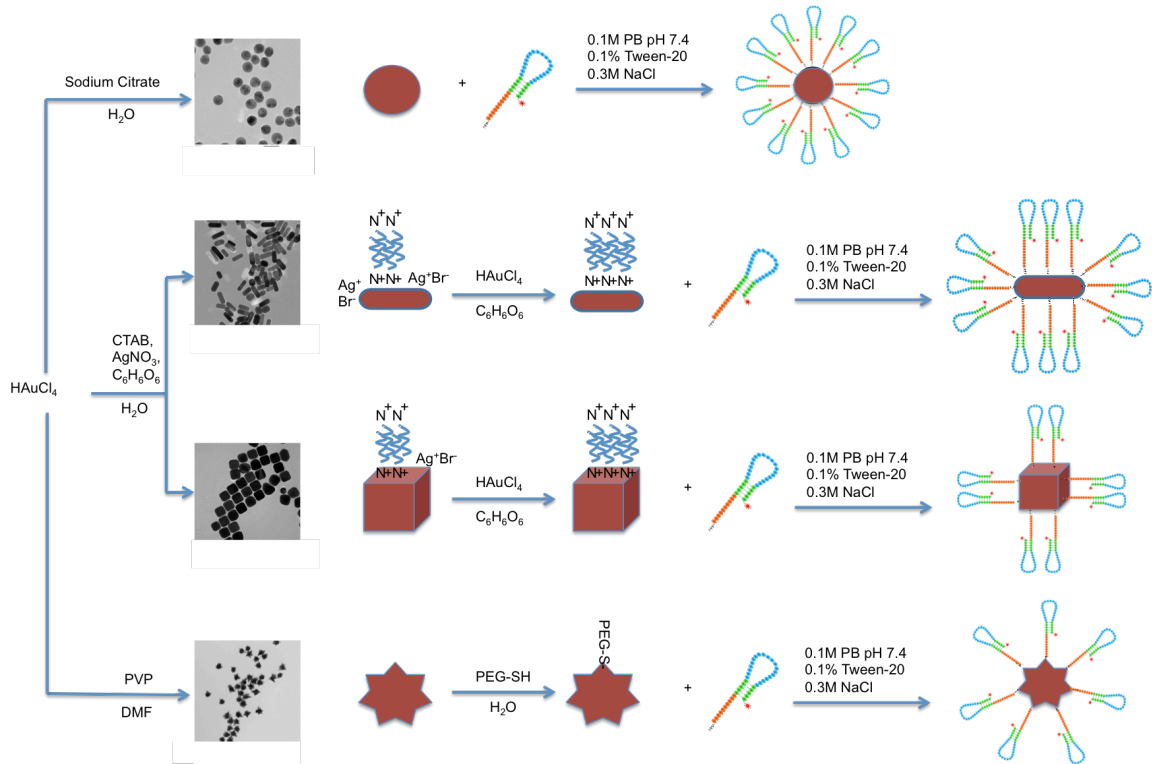 Sodium Citrate
H₂O
+
0.1M PB pH 7.4
0.1% Tween-20
0.3M NaCl
HAuCl₄
CTAB,
AgNO₃,
C₆H₆O₆
H₂O
N⁺N⁺
Ag⁺
Br⁻
N+N+
Ag⁺Br⁻
HAuCl₄
C₆H₆O₆
N⁺N⁺N⁺
N+N+N+
+
0.1M PB pH 7.4
0.1% Tween-20
0.3M NaCl
N⁺N⁺
Ag⁺Br⁻
N+N+
HAuCl₄
C₆H₆O₆
N⁺N⁺N⁺
N+N+N+
+
0.1M PB pH 7.4
0.1% Tween-20
0.3M NaCl
PVP
DMF
PEG-SH
H₂O
PEG-S
+
0.1M PB pH 7.4
0.1% Tween-20
0.3M NaCl